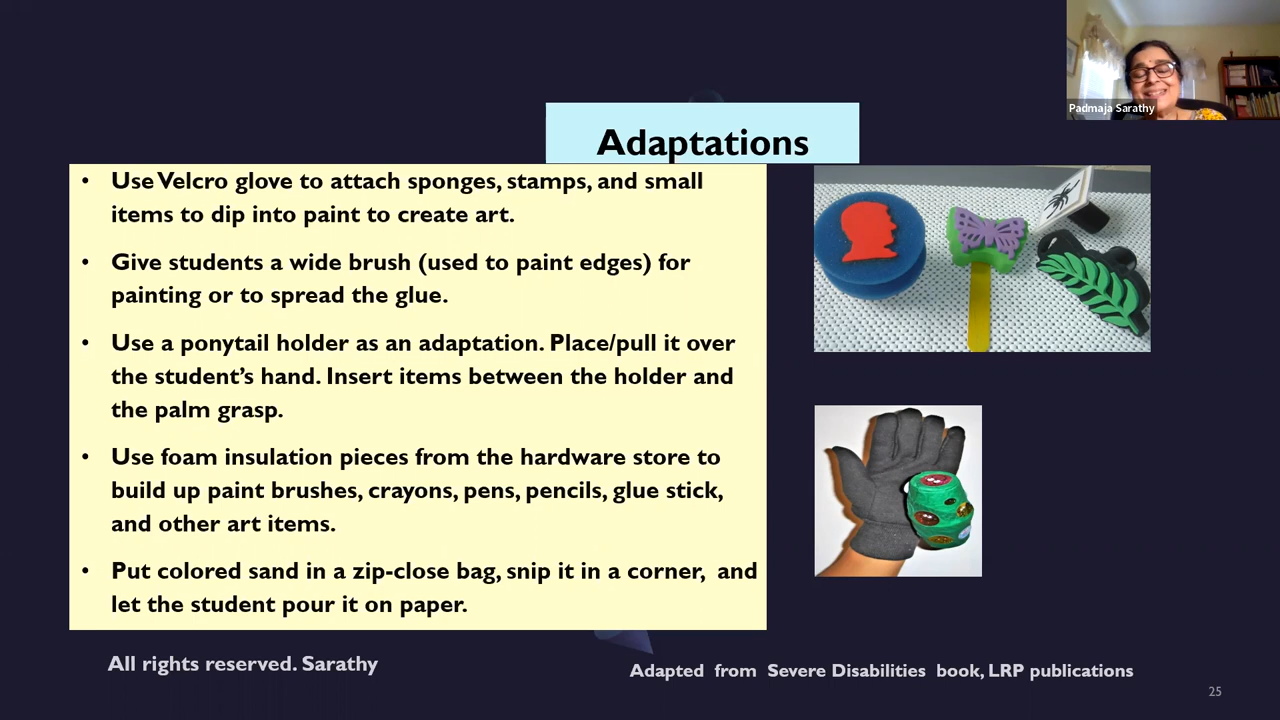 Padmaja Sarathy
Adaptations
• Use Velcro glove to attach sponges, stamps, and small
items to dip into paint to create art.
• Give students a wide brush (used to paint edges) for
painting or to spread the glue.
• Use a ponytail holder as an adaptation. Place/pull it over
the student’s hand. Insert items between the holder and
the palm grasp.
• Use foam insulation pieces from the hardware store to
build up paint brushes, crayons, pens, pencils, glue stick,
and other art items.
• Put colored sand in a zip-close bag, snip it in a corner, and
let the student pour it on paper.
All rights reserved. Sarathy
Adapted from Severe Disabilities book, LRP publications
25